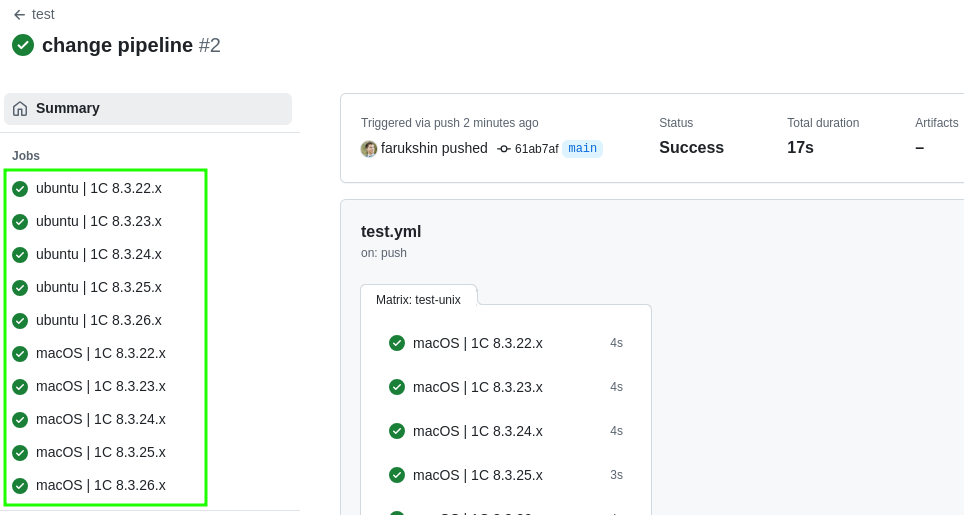 test
change pipeline #2
Summary
Jobs
ubuntu | 1C 8.3.22.x
ubuntu | 1C 8.3.23.x
ubuntu | 1C 8.3.24.x
ubuntu | 1C 8.3.25.x
ubuntu | 1C 8.3.26.x
macOS | 1C 8.3.22.x
macOS | 1C 8.3.23.x
macOS | 1C 8.3.24.x
macOS | 1C 8.3.25.x
macOS | 1C 8.3.26.x
Triggered via push 2 minutes ago
farukshin pushed 61ab7af main
Status
Success
Total duration
17s
Artifacts
–
test.yml
on: push
Matrix: test-unix
macOS | 1C 8.3.22.x 4s
macOS | 1C 8.3.23.x 4s
macOS | 1C 8.3.24.x 4s
macOS | 1C 8.3.25.x 3s